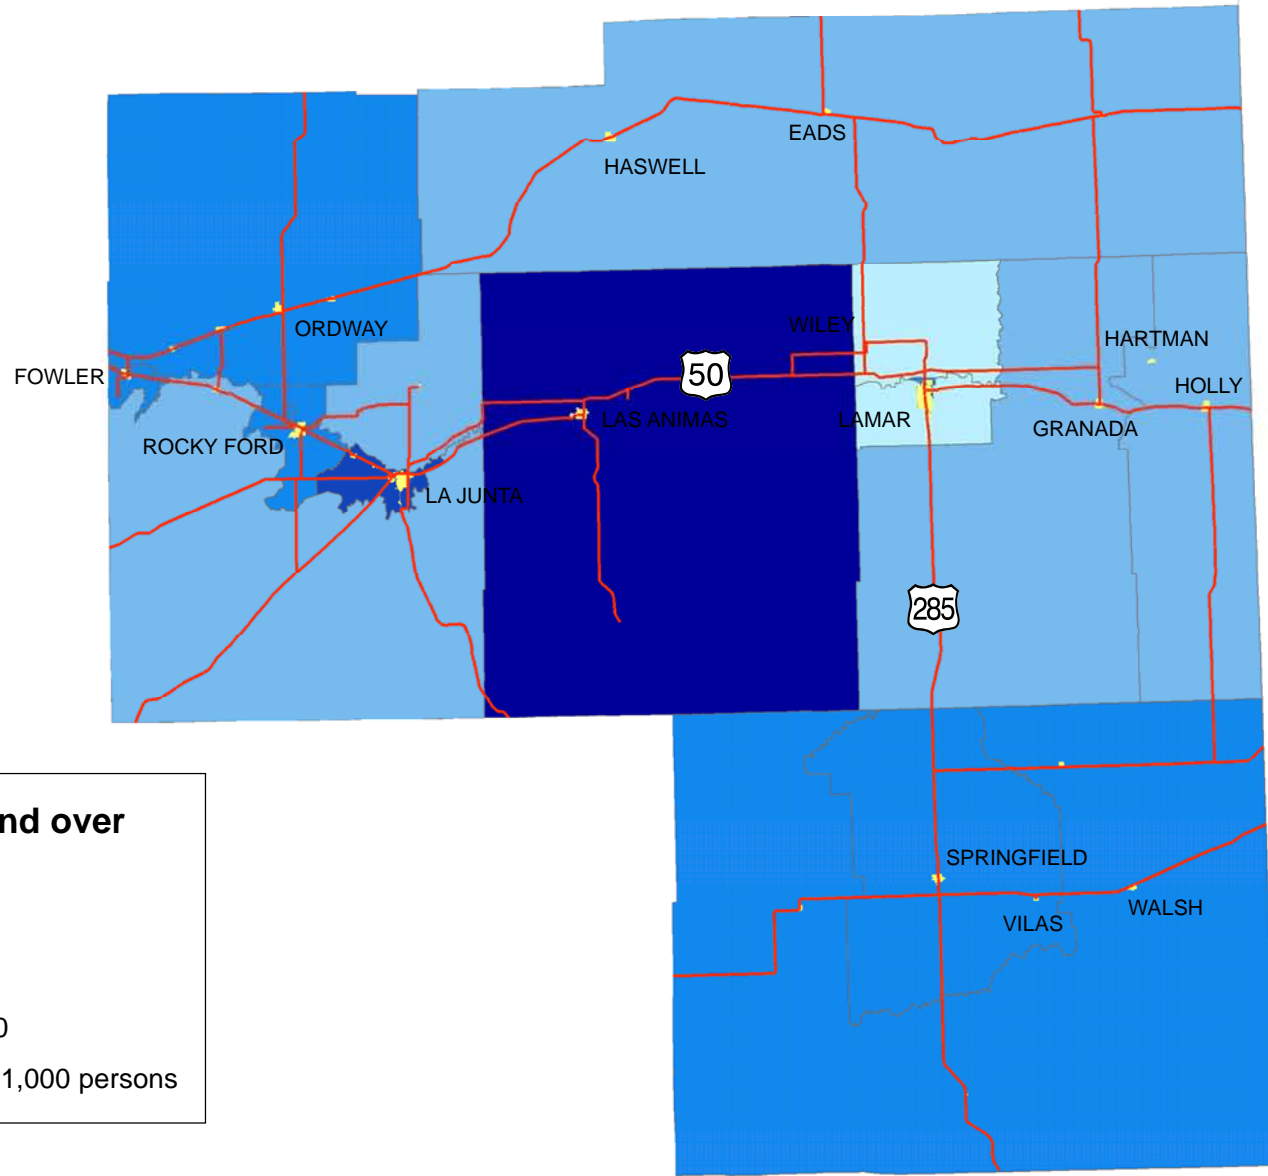 EADS
HASWELL
ORDWAY
WILEY
HARTMAN
FOWLER
50
HOLLY
LAS ANIMAS
LAMAR
GRANADA
ROCKY FORD
LA JUNTA
285
nd over
SPRINGFIELD
WALSH
VILAS
0
1,000 persons